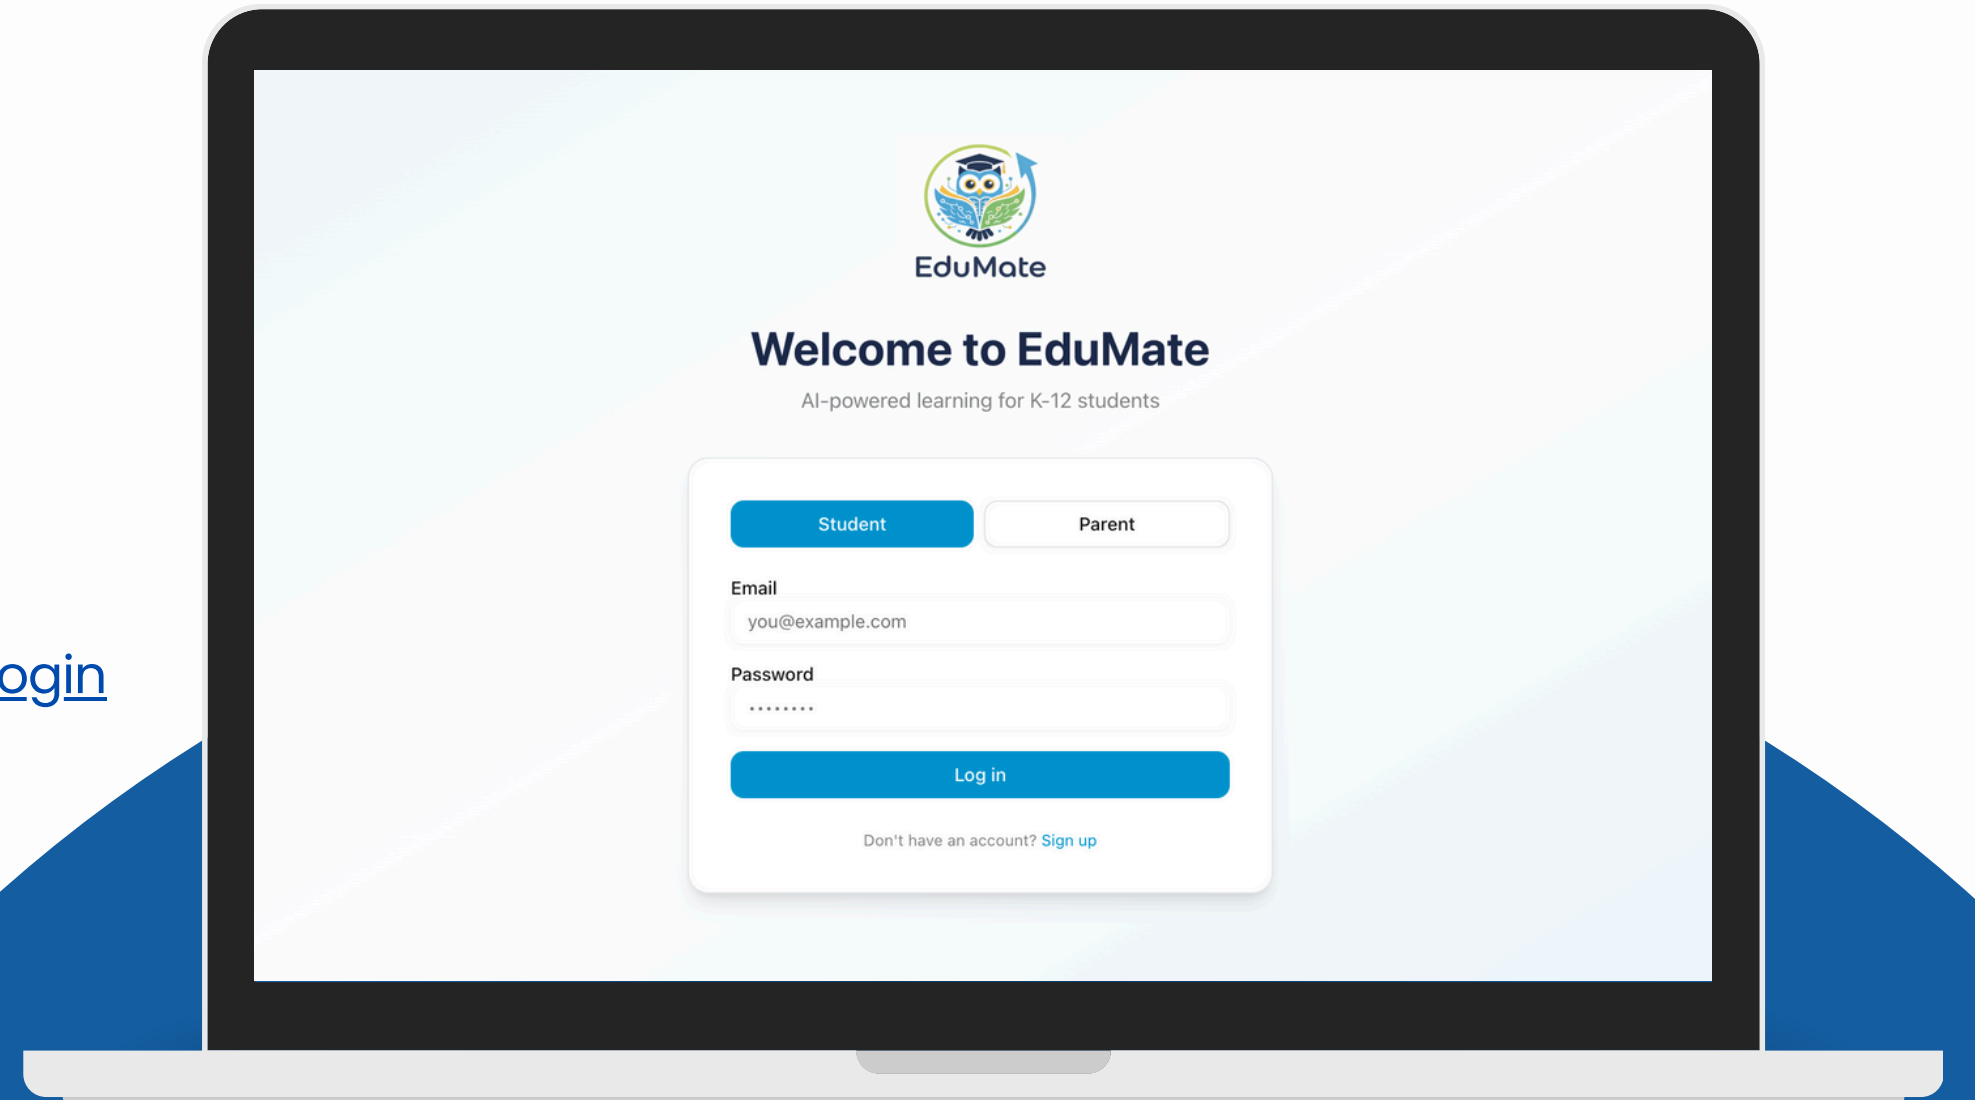 EduMate
Welcome to EduMate
AI-powered learning for K-12 students
Student
Parent
Email
you@example.com
Password
Log in
Don't have an account? Sign up
ogin